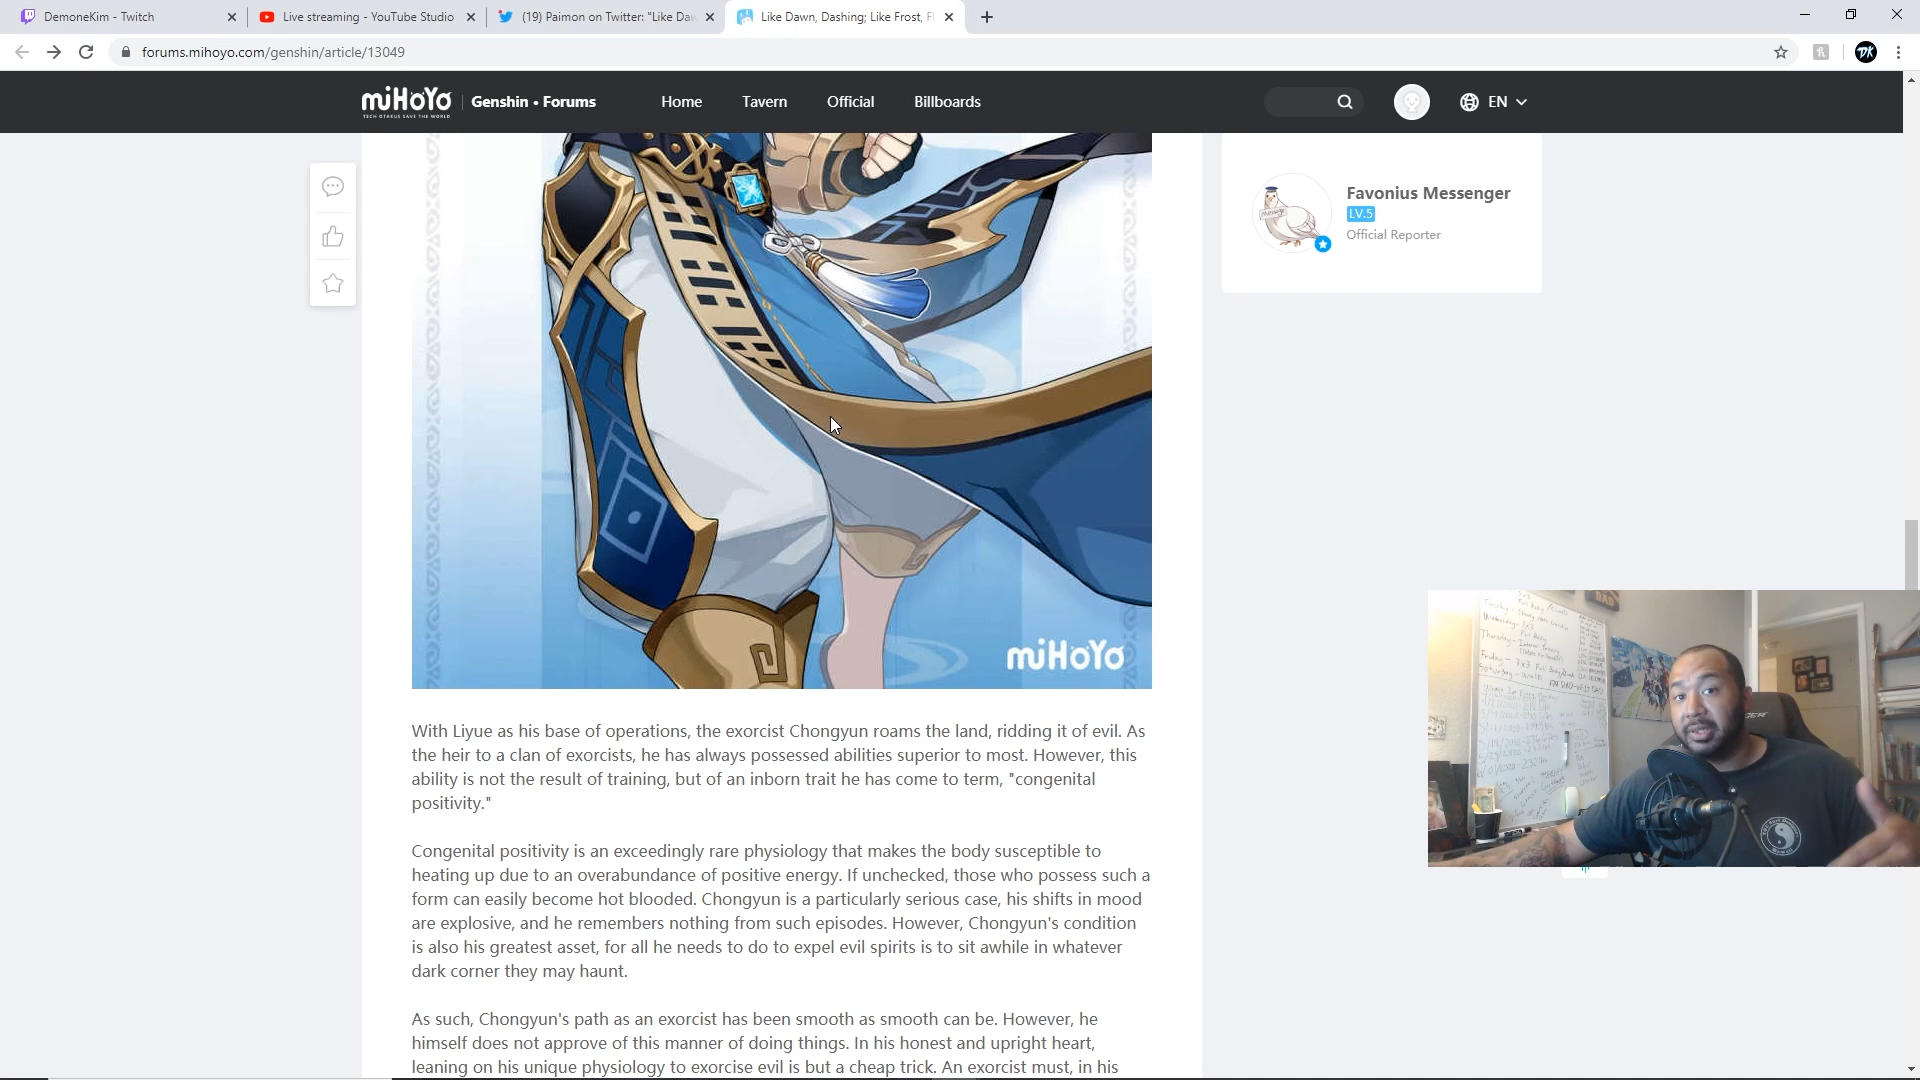 DemoneKim - Twitch
Live streaming - YouTube Studio
(19) Paimon on Twitter: "Like Daw
Like Dawn, Dashing; Like Frost, F
forums.mihoyo.com/genshin/article/13049
DK
miHoYo
TECH OTAKUS SAVE THE WORLD
Genshin • Forums
Home
Tavern
Official
Billboards
EN
Favonius Messenger
LV.5
Official Reporter
miHoYo
With Liyue as his base of operations, the exorcist Chongyun roams the land, ridding it of evil. As
the heir to a clan of exorcists, he has always possessed abilities superior to most. However, this
ability is not the result of training, but of an inborn trait he has come to term, "congenital
positivity."
Congenital positivity is an exceedingly rare physiology that makes the body susceptible to
heating up due to an overabundance of positive energy. If unchecked, those who possess such a
form can easily become hot blooded. Chongyun is a particularly serious case, his shifts in mood
are explosive, and he remembers nothing from such episodes. However, Chongyun's condition
is also his greatest asset, for all he needs to do to expel evil spirits is to sit awhile in whatever
dark corner they may haunt.
As such, Chongyun's path as an exorcist has been smooth as smooth can be. However, he
himself does not approve of this manner of doing things. In his honest and upright heart,
leaning on his unique physiology to exorcise evil is but a cheap trick. An exorcist must, in his